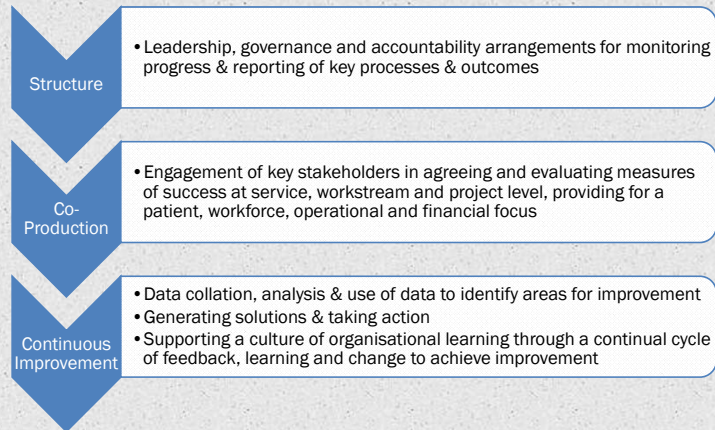 Structure
•Leadership, governance and accountability arrangements for monitoring
progress & reporting of key processes & outcomes
Co-
Production
•Engagement of key stakeholders in agreeing and evaluating measures
of success at service, workstream and project level, providing for a
patient, workforce, operational and financial focus
Continuous
Improvement
•Data collation, analysis & use of data to identify areas for improvement
•Generating solutions & taking action
•Supporting a culture of organisational learning through a continual cycle
of feedback, learning and change to achieve improvement